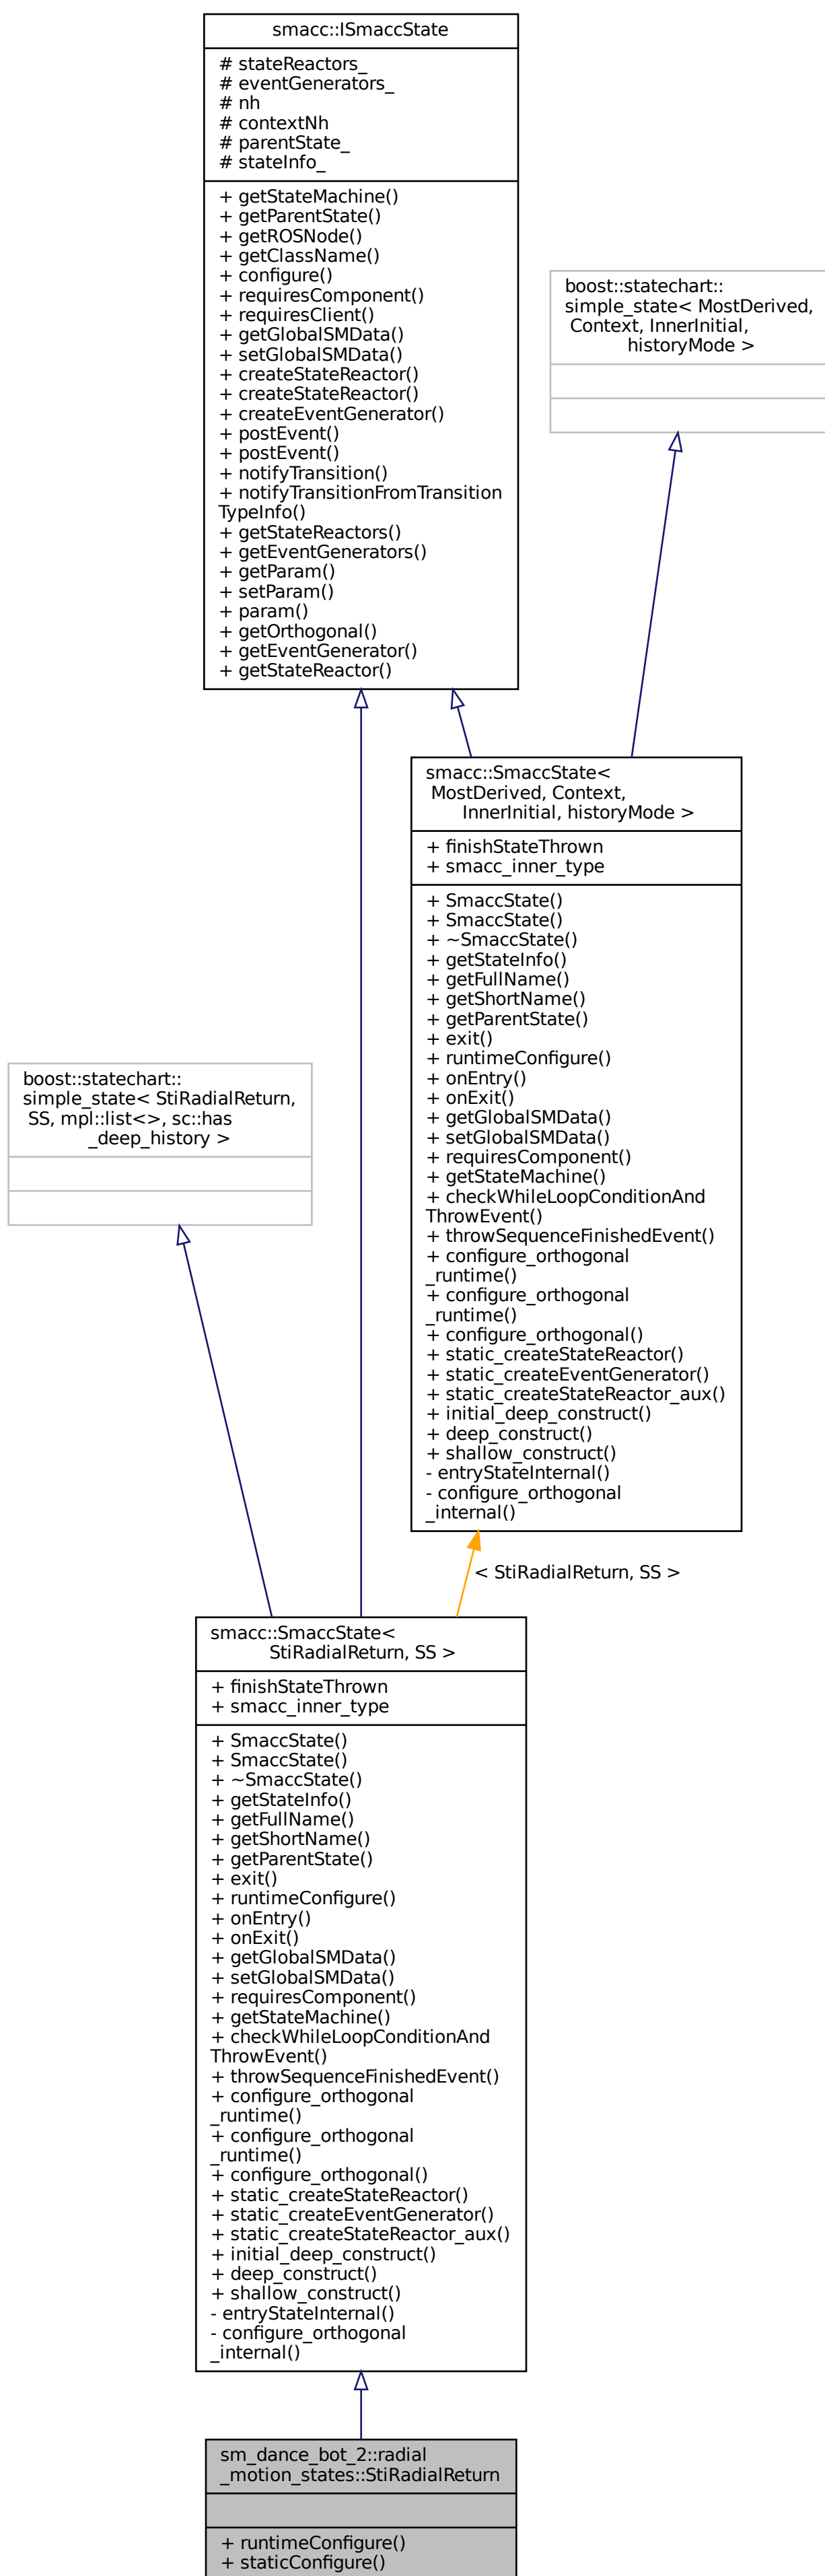 smacc::ISmaccState
# stateReactors_
# eventGenerators_
# nh
# contextNh
# parentState_
# stateInfo_
+ getStateMachine()
+ getParentState()
+ getROSNode()
+ getClassName()
+ configure()
+ requiresComponent()
+ requiresClient()
+ getGlobalSMData()
+ setGlobalSMData()
+ createStateReactor()
+ createStateReactor()
+ createEventGenerator()
+ postEvent()
+ postEvent()
+ notifyTransition()
+ notifyTransitionFromTransition
TypeInfo()
+ getStateReactors()
+ getEventGenerators()
+ getParam()
+ setParam()
+ param()
+ getOrthogonal()
+ getEventGenerator()
+ getStateReactor()
boost::statechart::
simple_state< MostDerived,
Context, InnerInitial,
historyMode >
smacc::SmaccState<
MostDerived, Context,
InnerInitial, historyMode >
+ finishStateThrown
+ smacc_inner_type
+ SmaccState()
+ SmaccState()
+ ~SmaccState()
+ getStateInfo()
+ getFullName()
+ getShortName()
+ getParentState()
+ exit()
+ runtimeConfigure()
+ onEntry()
+ onExit()
+ getGlobalSMData()
+ setGlobalSMData()
+ requiresComponent()
+ getStateMachine()
+ checkWhileLoopConditionAnd
ThrowEvent()
+ throwSequenceFinishedEvent()
+ configure_orthogonal
_runtime()
+ configure_orthogonal
_runtime()
+ configure_orthogonal()
+ static_createStateReactor()
+ static_createEventGenerator()
+ static_createStateReactor_aux()
+ initial_deep_construct()
+ deep_construct()
+ shallow_construct()
- entryStateInternal()
- configure_orthogonal
_internal()
boost::statechart::
simple_state< StiRadialReturn,
SS, mpl::list<>, sc::has
_deep_history >
< StiRadialReturn, SS >
smacc::SmaccState<
StiRadialReturn, SS >
+ finishStateThrown
+ smacc_inner_type
+ SmaccState()
+ SmaccState()
+ ~SmaccState()
+ getStateInfo()
+ getFullName()
+ getShortName()
+ getParentState()
+ exit()
+ runtimeConfigure()
+ onEntry()
+ onExit()
+ getGlobalSMData()
+ setGlobalSMData()
+ requiresComponent()
+ getStateMachine()
+ checkWhileLoopConditionAnd
ThrowEvent()
+ throwSequenceFinishedEvent()
+ configure_orthogonal
_runtime()
+ configure_orthogonal
_runtime()
+ configure_orthogonal()
+ static_createStateReactor()
+ static_createEventGenerator()
+ static_createStateReactor_aux()
+ initial_deep_construct()
+ deep_construct()
+ shallow_construct()
- entryStateInternal()
- configure_orthogonal
_internal()
sm_dance_bot_2::radial
_motion_states::StiRadialReturn
+ runtimeConfigure()
+ staticConfigure()